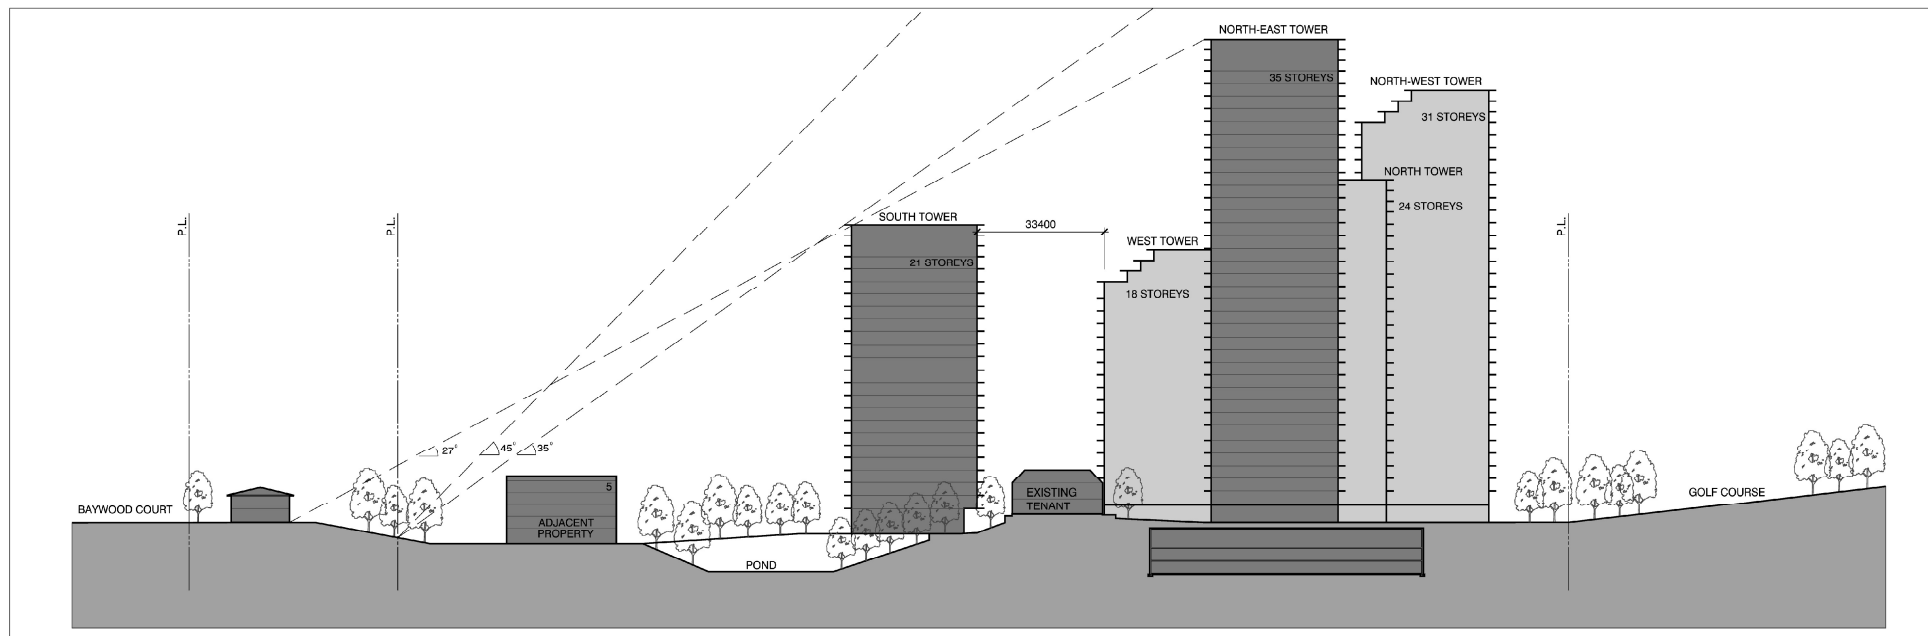 NORTH-EAST TOWER
35 STOREYS
NORTH-WEST TOWER
31 STOREYS
NORTH TOWER
24 STOREYS
P.L.
P.L.
SOUTH TOWER
21 STOREYS
33400
WEST TOWER
18 STOREYS
P.L.
27°
45°
35°
5
ADJACENT
PROPERTY
EXISTING
TENANT
GOLF COURSE
BAYWOOD COURT
POND